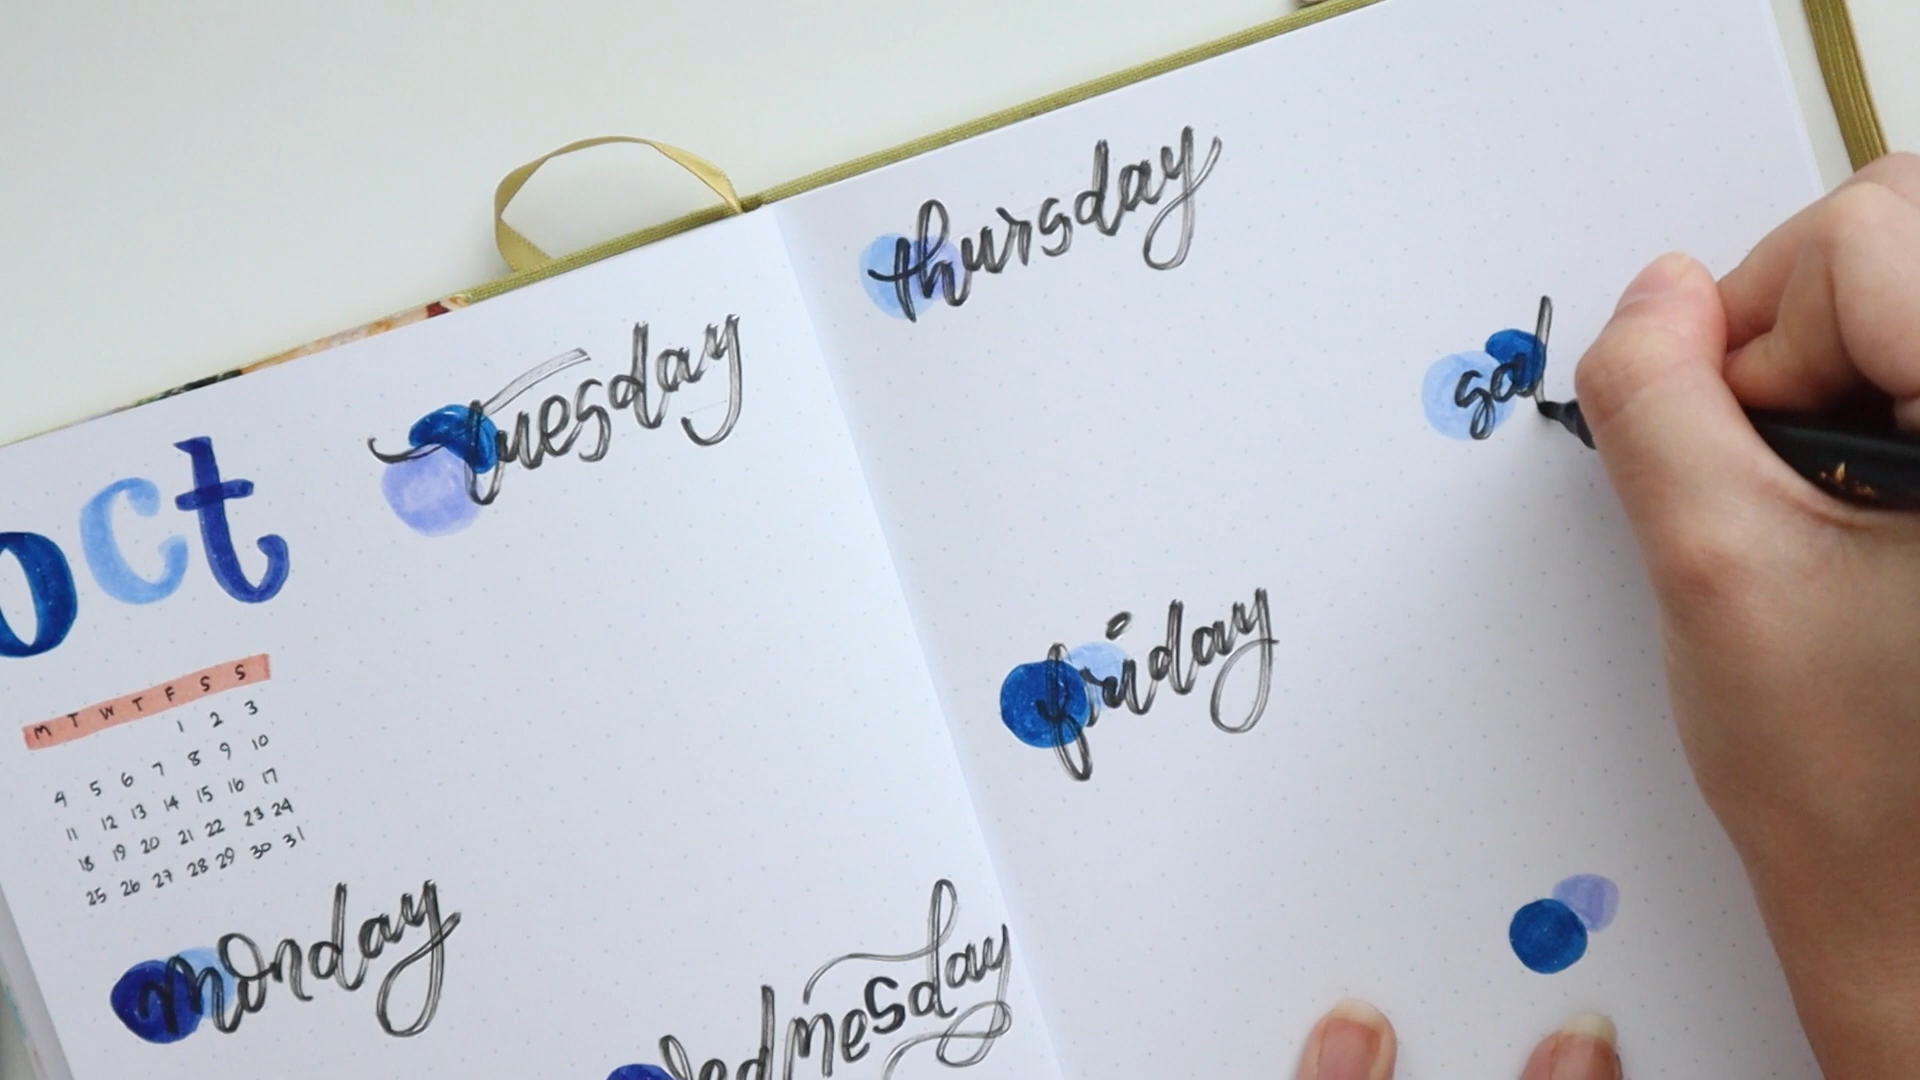 oct
M T W T F S S
1 2 3
4 5 6 7 8 9 10
11 12 13 14 15 16 17
18 19 20 21 22 23 24
25 26 27 28 29 30 31
monday
tuesday
wednesday
thursday
friday
sat